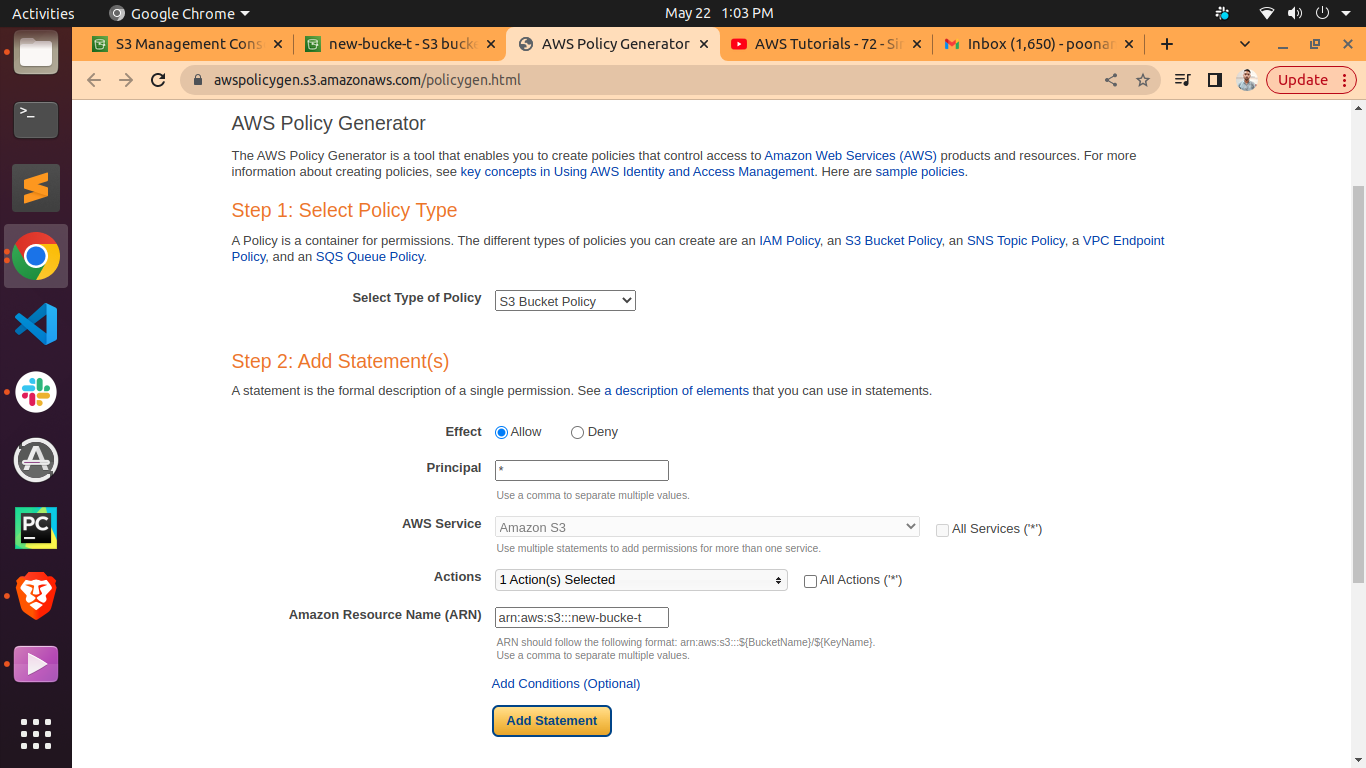 Activities
Google Chrome
May 22 1:03 PM
S3 Management Cons
new-bucke-t - S3 bucke
AWS Policy Generator
AWS Tutorials - 72 - Sin
Inbox (1,650) - poonam
awspolicygen.s3.amazonaws.com/policygen.html
Update
AWS Policy Generator
The AWS Policy Generator is a tool that enables you to create policies that control access to Amazon Web Services (AWS) products and resources. For more
information about creating policies, see key concepts in Using AWS Identity and Access Management. Here are sample policies.
Step 1: Select Policy Type
A Policy is a container for permissions. The different types of policies you can create are an IAM Policy, an S3 Bucket Policy, an SNS Topic Policy, a VPC Endpoint
Policy, and an SQS Queue Policy.
Select Type of Policy S3 Bucket Policy
Step 2: Add Statement(s)
A statement is the formal description of a single permission. See a description of elements that you can use in statements.
Effect Allow Deny
Principal *
Use a comma to separate multiple values.
AWS Service Amazon S3 All Services ('*')
Use multiple statements to add permissions for more than one service.
Actions 1 Action(s) Selected All Actions ('*')
Amazon Resource Name (ARN) arn:aws:s3:::new-bucke-t
ARN should follow the following format: arn:aws:s3:::${BucketName}/${KeyName}.
Use a comma to separate multiple values.
Add Conditions (Optional)
Add Statement